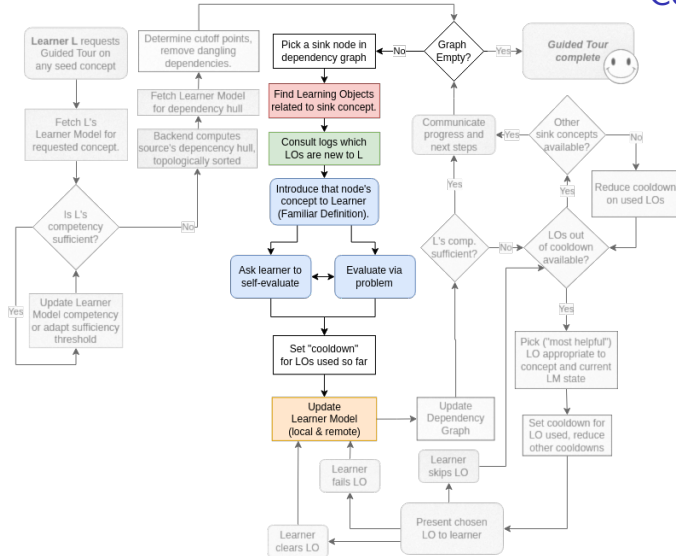 Learner L requests
Guided Tour on
any seed concept
Fetch L's
Learner Model for
requested concept.
Is L's
competency
sufficient?
Yes
No
Update Learner
Model competency
or adapt sufficiency
threshold
Determine cutoff points,
remove dangling
dependencies.
Fetch Learner Model
for dependency hull
Backend computes
source's depencency hull,
topologically sorted
Pick a sink node in
dependency graph
No
Graph
Empty?
Yes
Guided Tour
complete
Find Learning Objects
related to sink concept.
Consult logs which
LOs are new to L
Introduce that node's
concept to Learner
(Familiar Definition).
Ask learner to
self-evaluate
Evaluate via
problem
Set "cooldown"
for LOs used so far
Update
Learner Model
(local & remote)
Update
Dependency
Graph
L's comp.
sufficient?
Yes
No
Communicate
progress and
next steps
Yes
Other
sink concepts
available?
No
Reduce cooldown
on used LOs
Yes
LOs out
of cooldown
available?
Yes
Pick ("most helpful")
LO appropriate to
concept and current
LM state
Set cooldown for
LO used, reduce
other cooldowns
Present chosen
LO to learner
Learner
skips LO
Learner
fails LO
Learner
clears LO